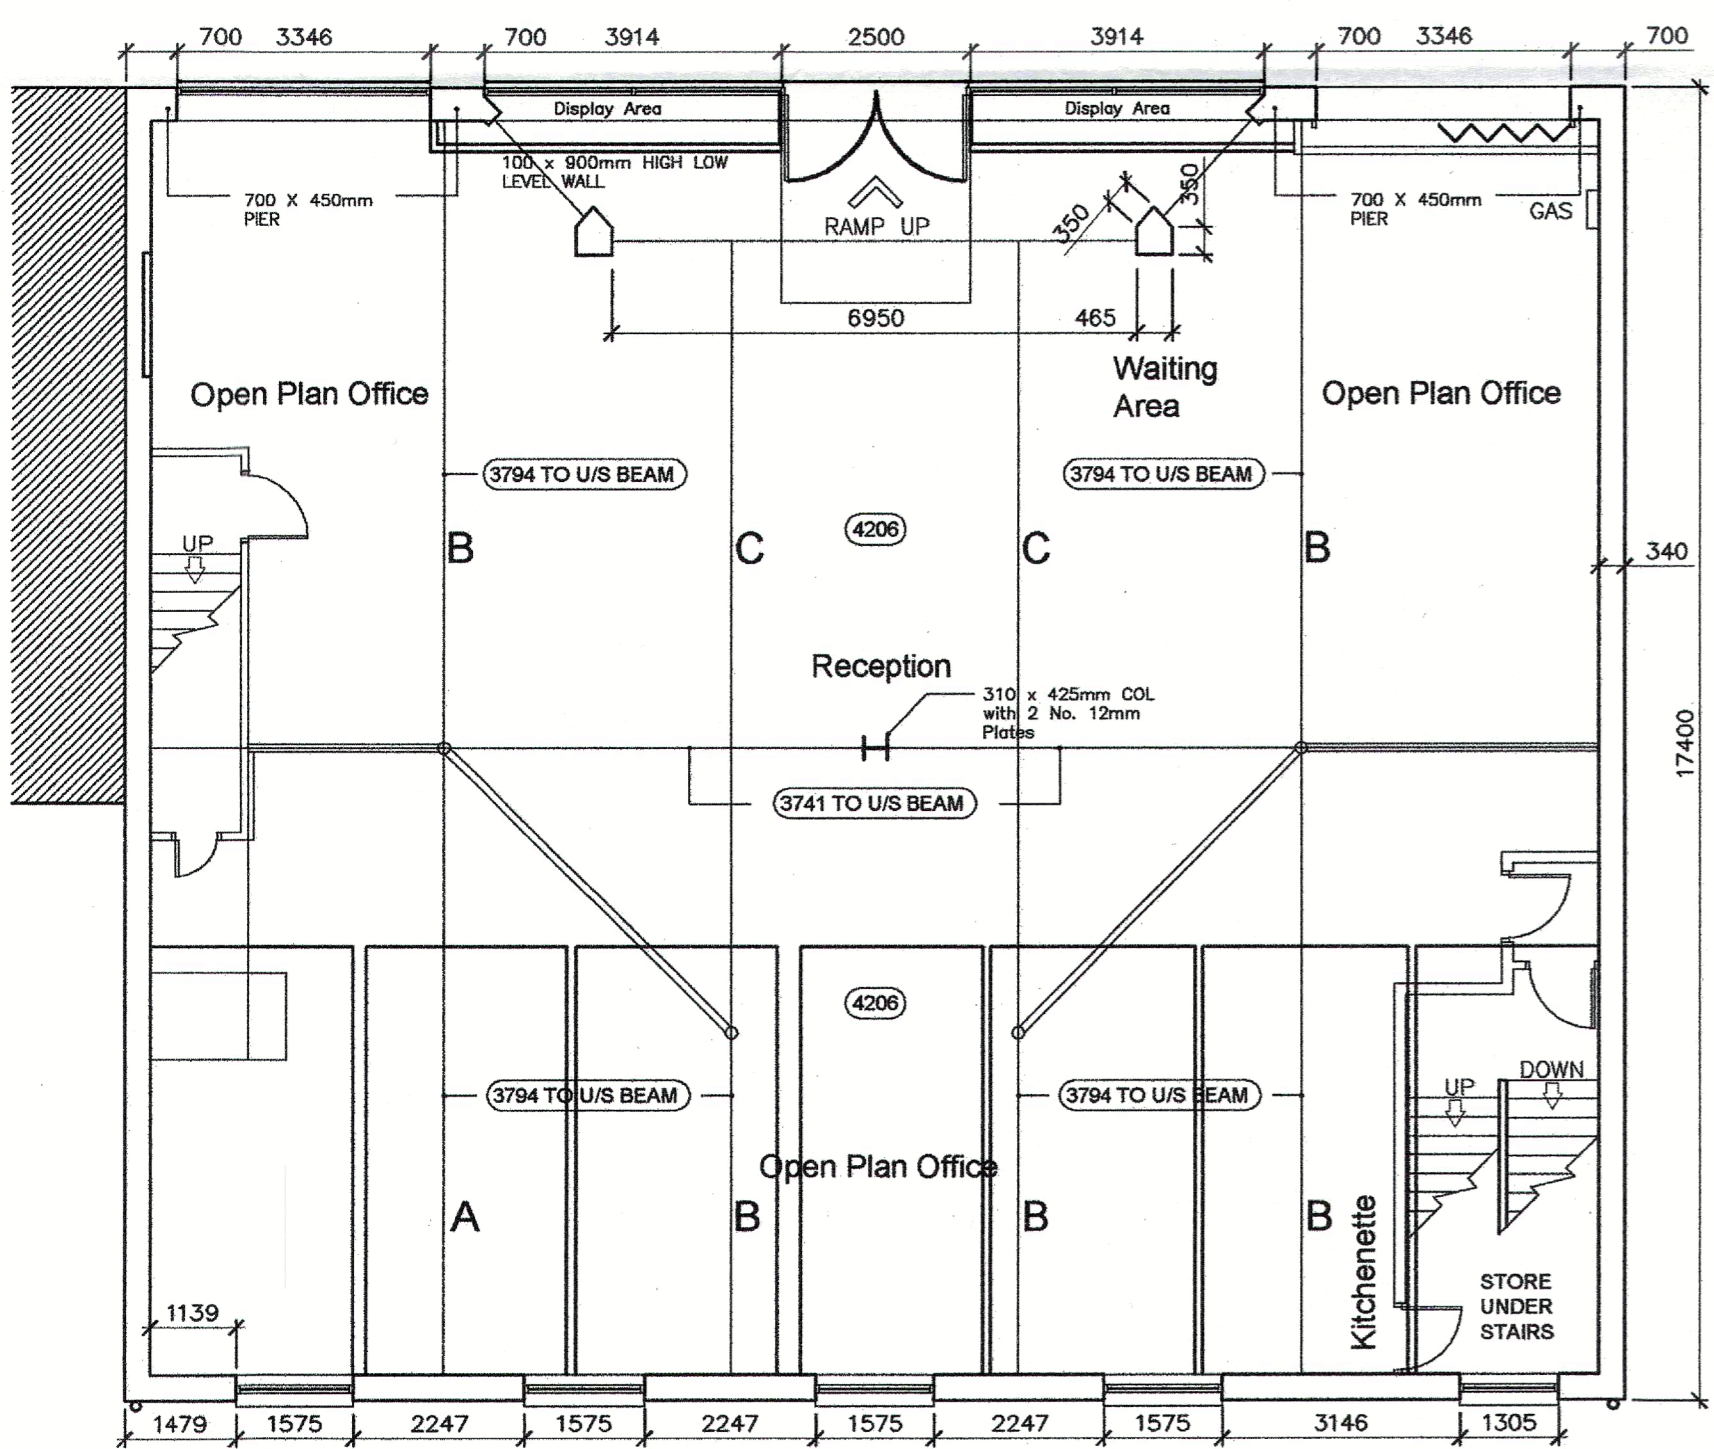 700 3346 700 3914 2500 3914 700 3346 700
Display Area
Display Area
100 x 900mm HIGH LOW
LEVEL WALL
700 X 450mm
PIER
RAMP UP
350
350
700 X 450mm
PIER
GAS
6950
465
Open Plan Office
Waiting
Area
Open Plan Office
3794 TO U/S BEAM
3794 TO U/S BEAM
4206
UP
B
C
C
B
340
Reception
310 x 425mm COL
with 2 No. 12mm
Plates
17400
3741 TO U/S BEAM
4206
3794 TO U/S BEAM
3794 TO U/S BEAM
UP
DOWN
Open Plan Office
A
B
B
B
Kitchenette
STORE
UNDER
STAIRS
1139
1479 1575 2247 1575 2247 1575 2247 1575 3146 1305